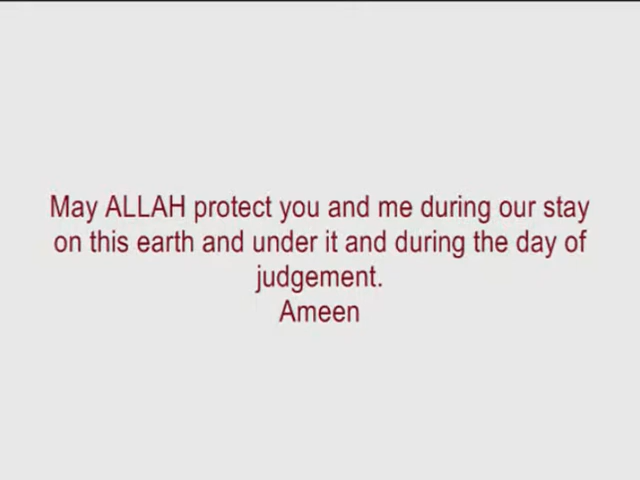 May ALLAH protect you and me during our stay
on this earth and under it and during the day of
judgement.
Ameen